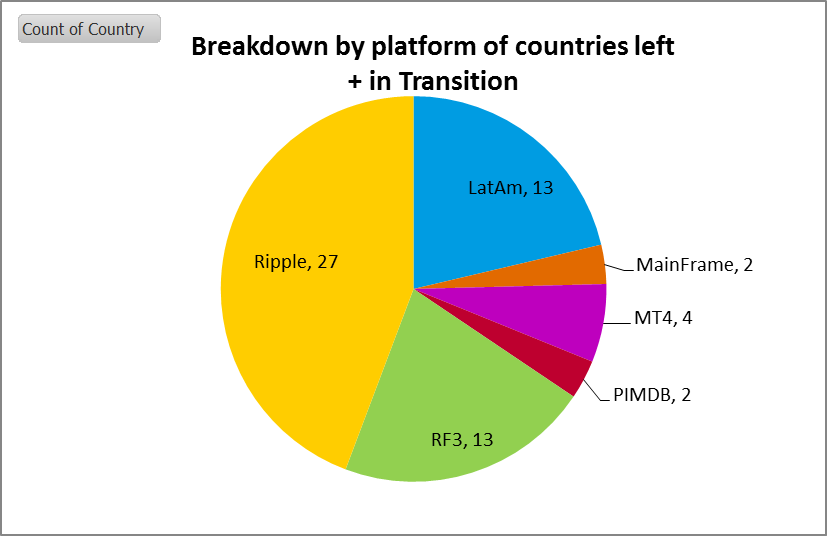 Count of Country
Breakdown by platform of countries left
+ in Transition
LatAm, 13
MainFrame, 2
MT4, 4
PIMDB, 2
RF3, 13
Ripple, 27